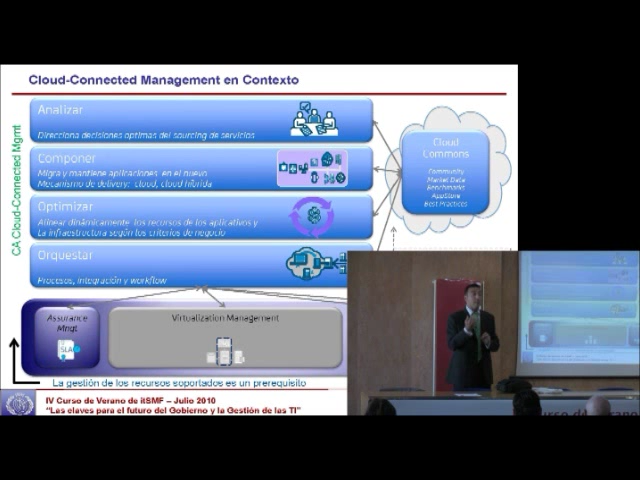 Cloud-Connected Management en Contexto
CA Cloud-Connected Mgmt
Analizar
Direcciona decisiones optimas del sourcing de servicios
Componer
Migra y mantiene aplicaciones en el nuevo
Mecanismo de delivery: cloud, cloud híbrida
Optimizar
Alinear dinámicamente los recursos de los aplicativos y
La infraestructura según los criterios de negocio
Orquestar
Procesos, integración y workflow
Cloud
Commons
Community
Market Data
Benchmarks
AppStore
Best Practices
Assurance
Mngt
SLA
Virtualization Management
La gestión de los recursos soportados es un prerequisito
IV Curso de Verano de itSMF – Julio 2010
“Las claves para el futuro del Gobierno y la Gestión de las TI”